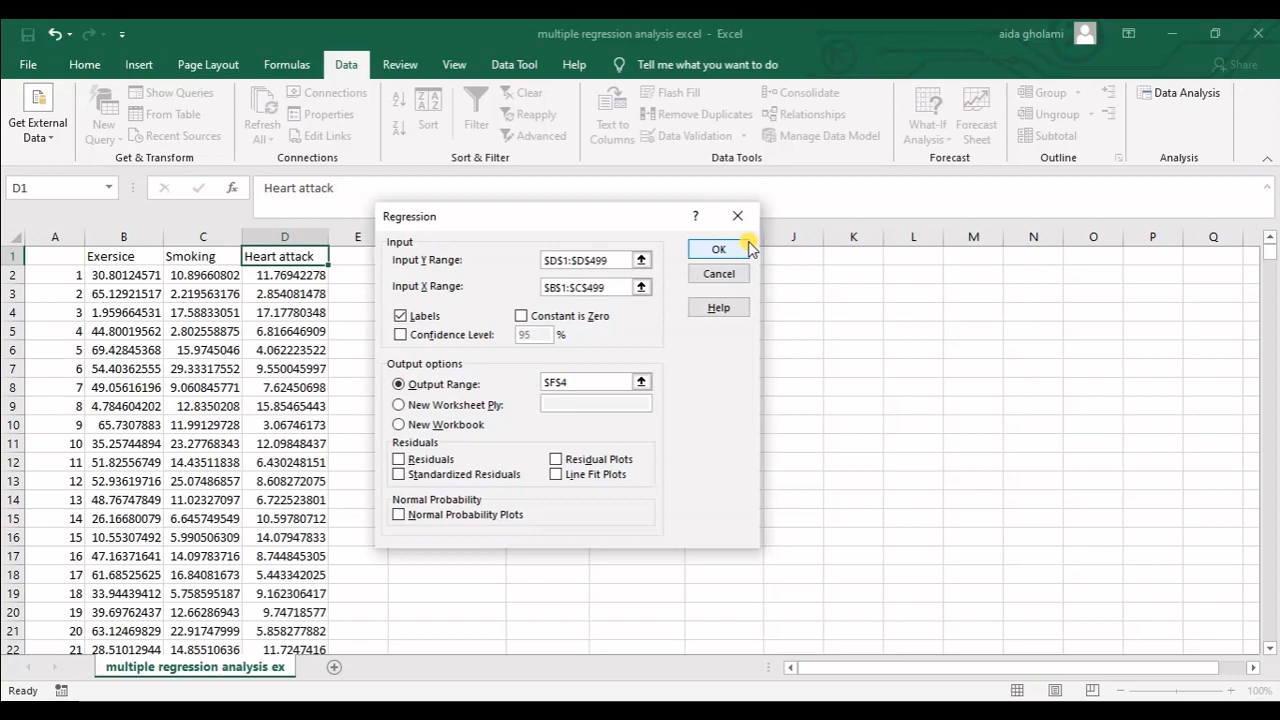 multiple regression analysis excel - Excel
aida gholami
File Home Insert Page Layout Formulas Data Review View Data Tool Help Tell me what you want to do Share
Get External Data
New Query
Show Queries
From Table
Recent Sources
Get & Transform
Refresh All
Connections
Properties
Edit Links
Connections
Sort
Filter
Clear
Reapply
Advanced
Sort & Filter
Text to Columns
Flash Fill
Remove Duplicates
Data Validation
Consolidate
Relationships
Manage Data Model
Data Tools
What-If Analysis
Forecast Sheet
Forecast
Group
Ungroup
Subtotal
Outline
Data Analysis
Analysis
D1 fx Heart attack
A B C D E J K L M N O P Q
1 Exersice Smoking Heart attack
2 1 30.80124571 10.89660802 11.76942278
3 2 65.12921517 2.219563176 2.854081478
4 3 1.959664531 17.58833051 17.17780348
5 4 44.80019562 2.802558875 6.816646909
6 5 69.42845368 15.9745046 4.062223522
7 6 54.40362555 29.33317552 9.550045997
8 7 49.05616196 9.060845771 7.62450698
9 8 4.784604202 12.8350208 15.85465443
10 9 65.7307883 11.99129728 3.06746173
11 10 35.25744894 23.27768343 12.09848437
12 11 51.82556749 14.43511838 6.430248151
13 12 52.93619716 25.07486857 8.608272075
14 13 48.76747849 11.02327097 6.722523801
15 14 26.16680079 6.645749549 10.59780712
16 15 10.55307492 5.990506309 14.07947833
17 16 47.16371641 14.09783716 8.744845305
18 17 61.68525625 16.84081673 5.443342025
19 18 33.94439412 5.758595187 9.162306417
20 19 39.69762437 12.66286943 9.74718577
21 20 63.12469829 22.91747999 5.858277882
22 21 28.51012944 14.85510636 11.7247416
Regression ?
Input
Input Y Range: $D$1:$D$499
Input X Range: $B$1:$C$499
Labels Constant is Zero
Confidence Level: 95 %
OK
Cancel
Help
Output options
Output Range: $F$4
New Worksheet Ply:
New Workbook
Residuals
Residuals Residual Plots
Standardized Residuals Line Fit Plots
Normal Probability
Normal Probability Plots
multiple regression analysis ex
Ready 100%